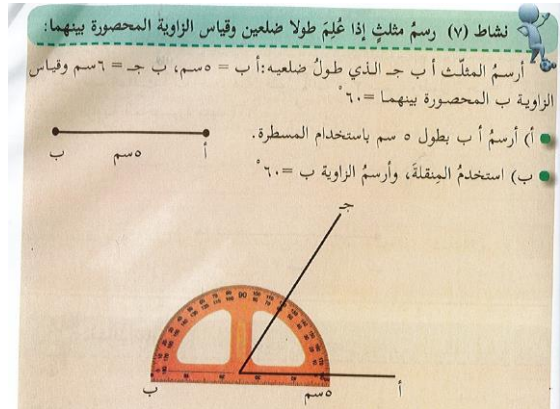 نشاط (٧) رسمُ مثلثٍ إذا عُلِمَ طولا ضلعين وقياس الزاوية المحصورة بينهما:
أرسمُ المثلّث أ ب جـ الذي طولُ ضلعيه: أ ب = ٥سم، ب جـ = ٦سم وقياس
الزاوية ب المحصورة بينهما = ٦٠°
أ) أرسمُ أ ب بطول ٥ سم باستخدام المسطرة.
أ
٥سم
ب
ب) استخدمُ المِنقلةَ، وأرسمُ الزاوية ب = ٦٠°
جـ
90
أ
٥سم
ب